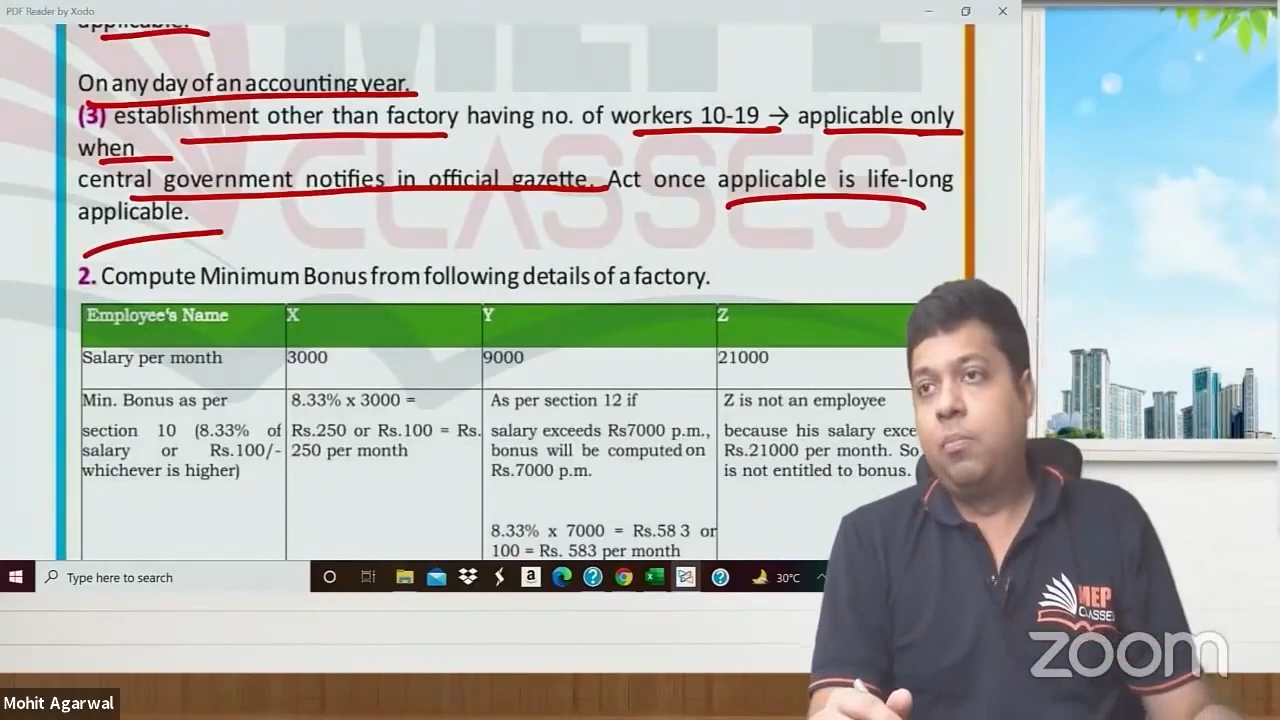 PDF Reader by Xodo
applicable.
On any day of an accounting year.
(3) establishment other than factory having no. of workers 10-19 → applicable only
when
central government notifies in official gazette. Act once applicable is life-long
applicable.
CLASSES
2. Compute Minimum Bonus from following details of a factory.
Employee's Name X Y Z
Salary per month 3000 9000 21000
Min. Bonus as per
section 10 (8.33% of
salary or Rs.100/-
whichever is higher)
8.33% x 3000 =
Rs.250 or Rs.100 = Rs.
250 per month
As per section 12 if
salary exceeds Rs7000 p.m.,
bonus will be computed on
Rs.7000 p.m.
8.33% x 7000 = Rs.58 3 or
100 = Rs. 583 per month
Z is not an employee
because his salary exce
Rs.21000 per month. So
is not entitled to bonus.
Type here to search
a
30°C
MEP
CLASSES
zoom
Mohit Agarwal